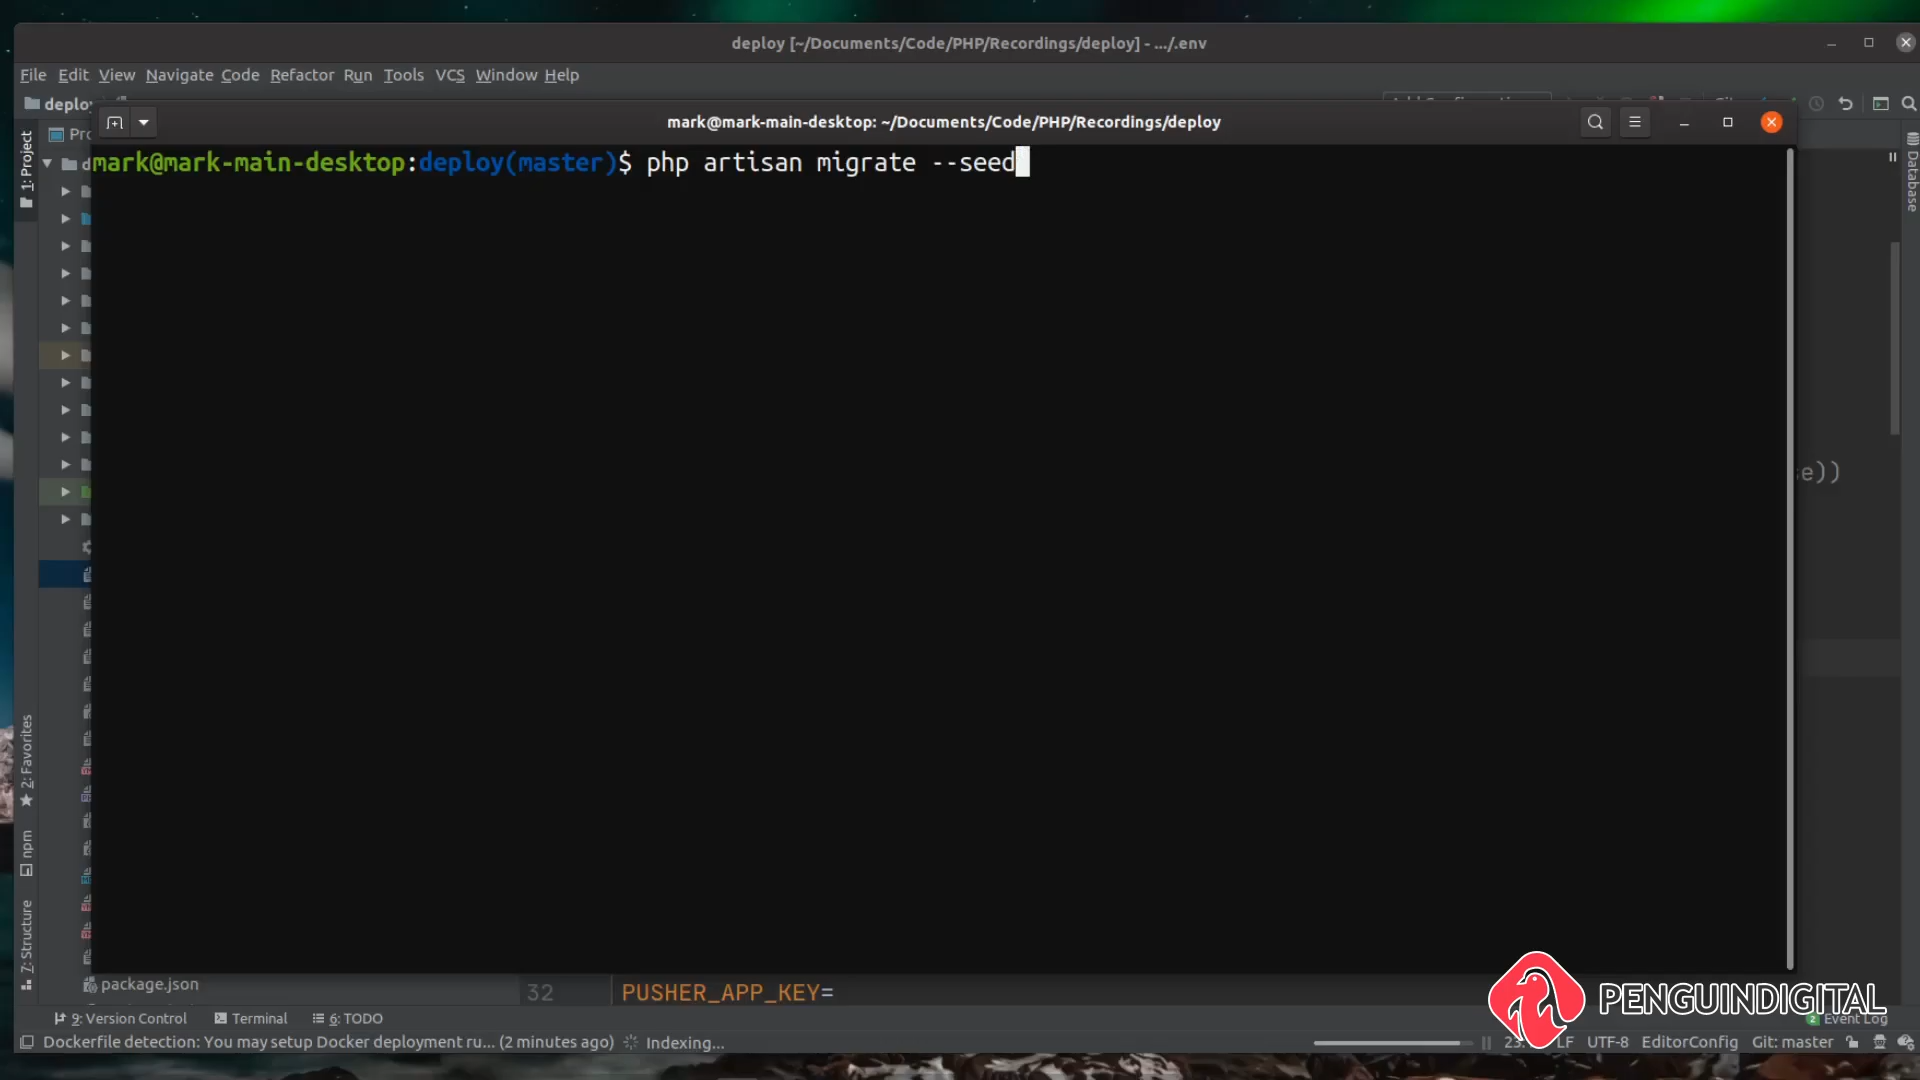 deploy [~/Documents/Code/PHP/Recordings/deploy] - .../.env
File Edit View Navigate Code Refactor Run Tools VCS Window Help
deploy
mark@mark-main-desktop: ~/Documents/Code/PHP/Recordings/deploy
1: Project
Database
mark@mark-main-desktop:deploy(master)$ php artisan migrate --seed
e))
2: Favorites
npm
7: Structure
package.json
32 PUSHER_APP_KEY=
PENGUINDIGITAL
9: Version Control Terminal 6: TODO
2 Event Log
Dockerfile detection: You may setup Docker deployment ru... (2 minutes ago) Indexing...
LF UTF-8 EditorConfig Git: master